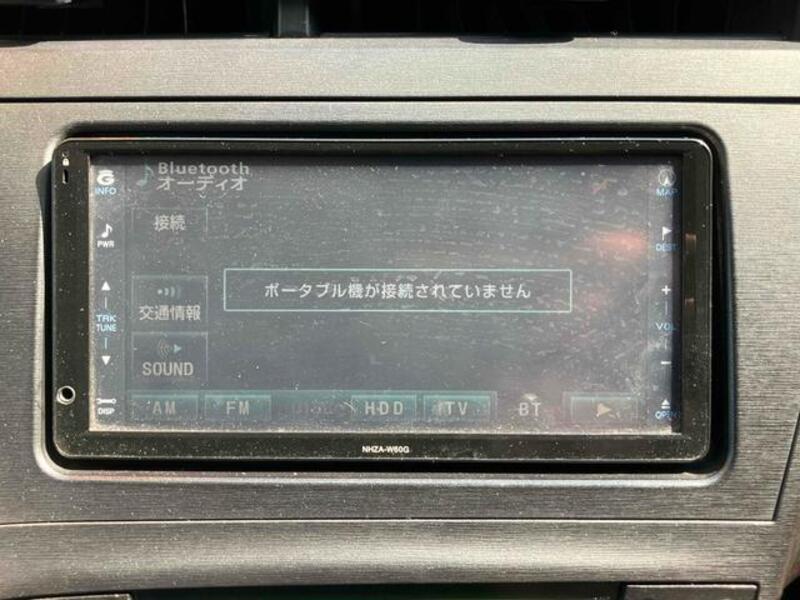 Bluetooth
オーディオ
INFO
MAP
接続
PWR
DEST
ポータブル機が接続されていません
交通情報
TRK
TUNE
VOL
SOUND
DISP
AM
FM
HDD
TV
BT
OPEN
NHZA-W60G